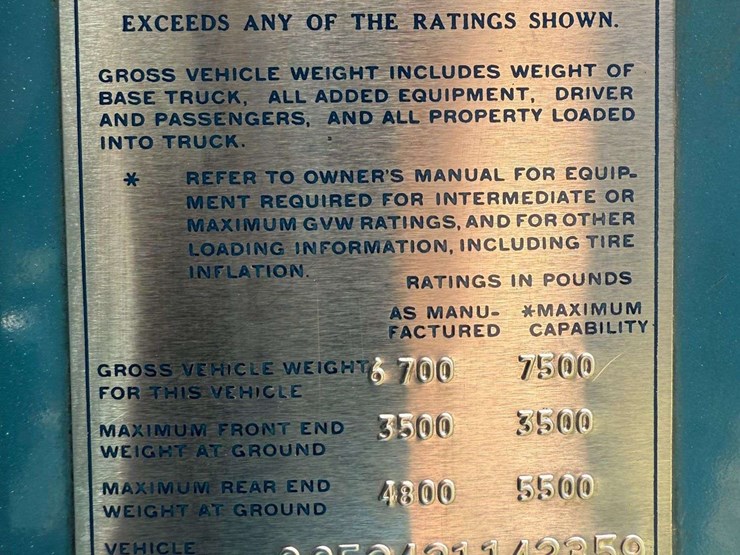 EXCEEDS ANY OF THE RATINGS SHOWN.
GROSS VEHICLE WEIGHT INCLUDES WEIGHT OF
BASE TRUCK, ALL ADDED EQUIPMENT, DRIVER
AND PASSENGERS, AND ALL PROPERTY LOADED
INTO TRUCK.
* REFER TO OWNER'S MANUAL FOR EQUIP-
MENT REQUIRED FOR INTERMEDIATE OR
MAXIMUM GVW RATINGS, AND FOR OTHER
LOADING INFORMATION, INCLUDING TIRE
INFLATION.
RATINGS IN POUNDS
AS MANU- *MAXIMUM
FACTURED CAPABILITY
GROSS VEHICLE WEIGHT 6700 7500
FOR THIS VEHICLE
MAXIMUM FRONT END 3500 3500
WEIGHT AT GROUND
MAXIMUM REAR END 4800 5500
WEIGHT AT GROUND
VEHICLE